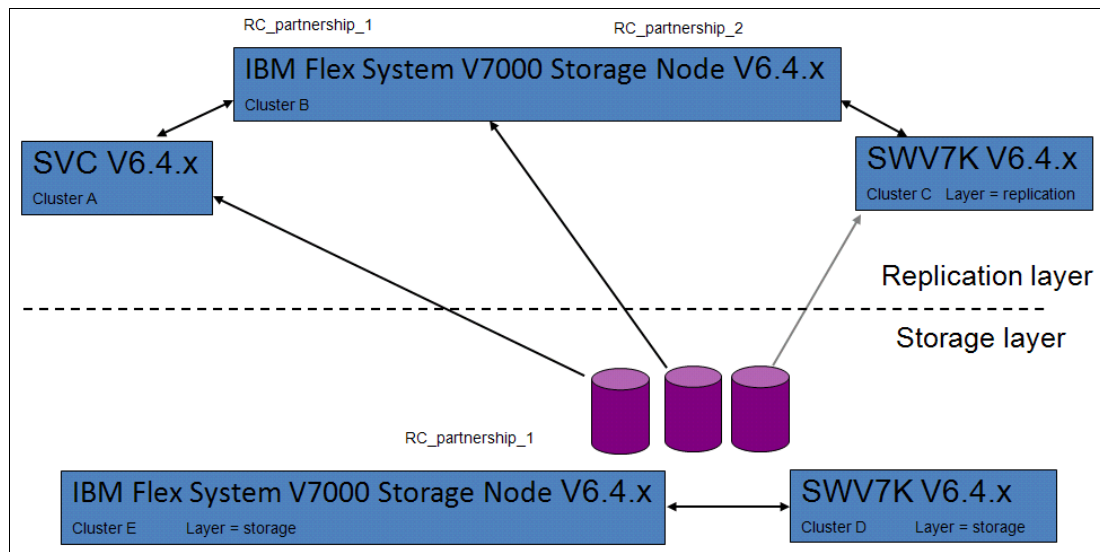 RC_partnership_1
RC_partnership_2
IBM Flex System V7000 Storage Node V6.4.x
Cluster B
SVC V6.4.x
Cluster A
SWV7K V6.4.x
Cluster C Layer = replication
Replication layer
Storage layer
RC_partnership_1
IBM Flex System V7000 Storage Node V6.4.x
Cluster E Layer = storage
SWV7K V6.4.x
Cluster D Layer = storage